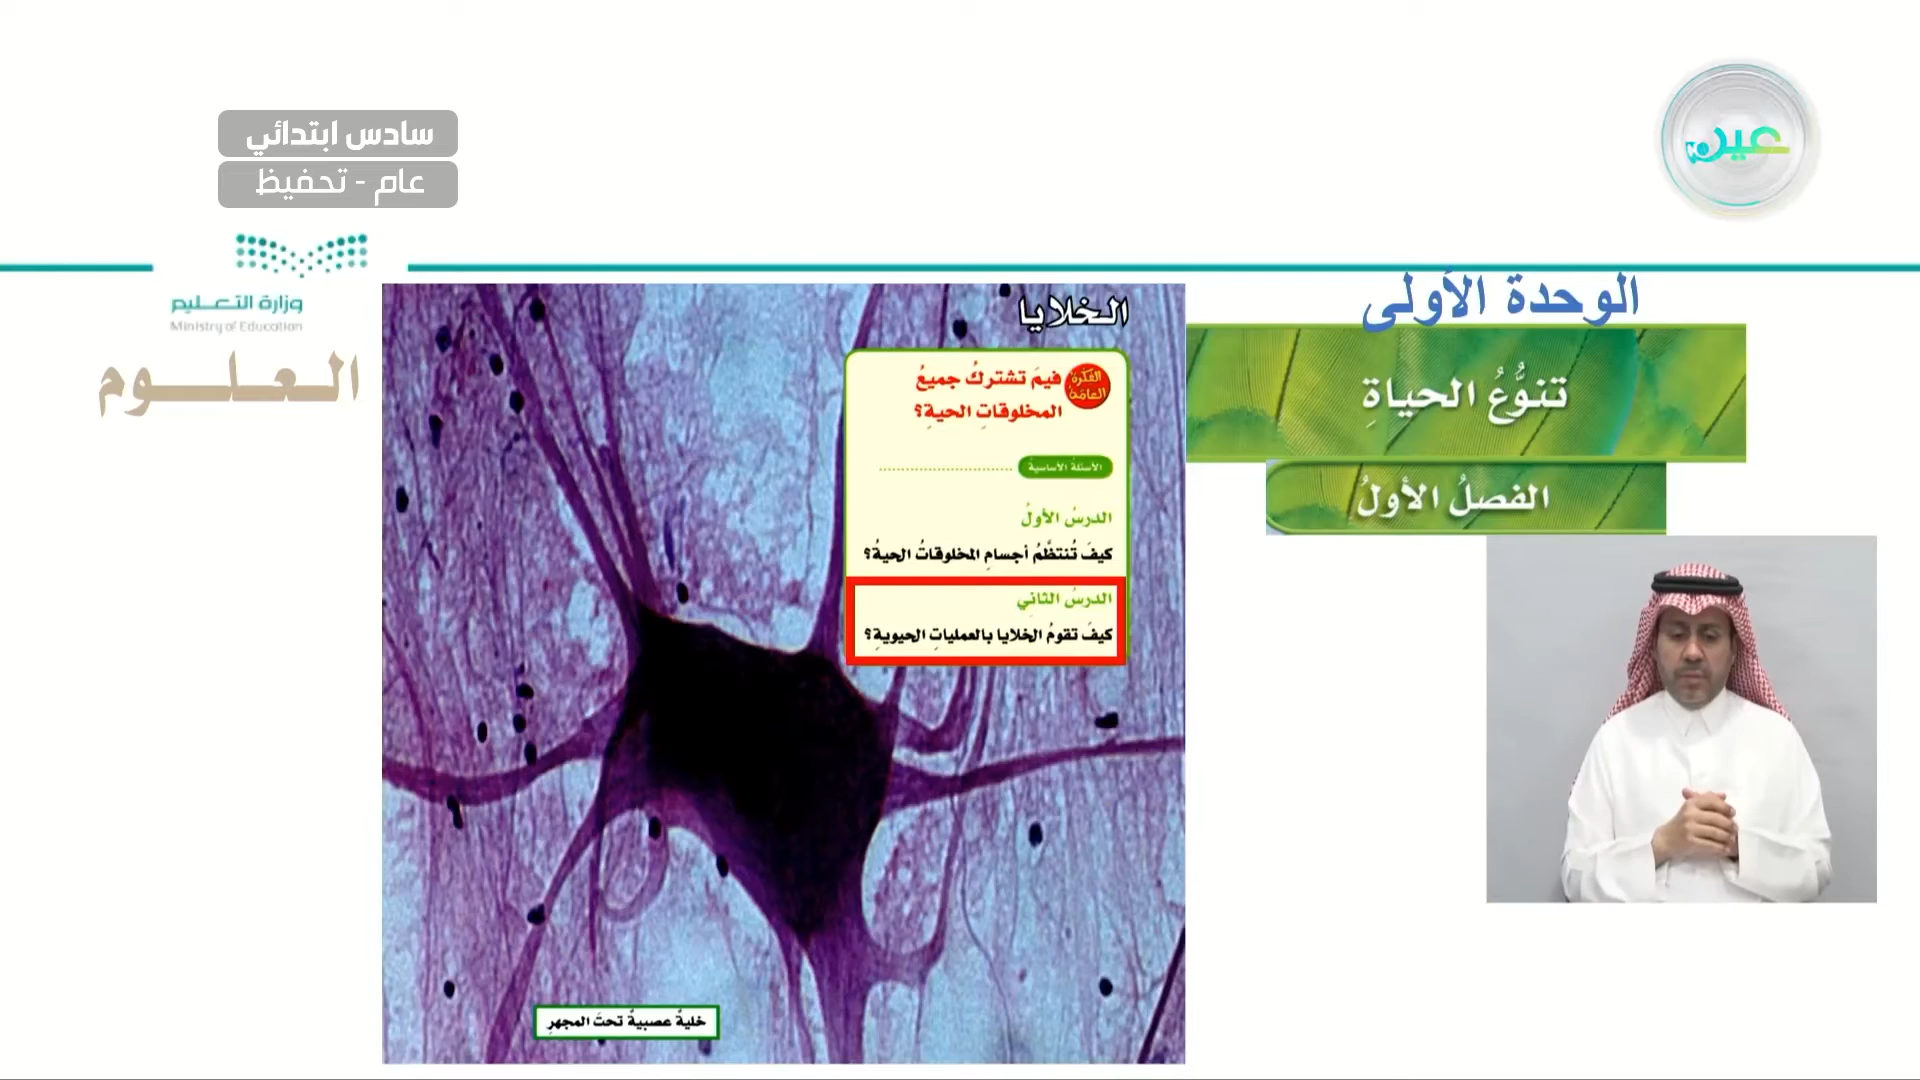 سادس ابتدائي
عام - تحفيظ
عين
وزارة التعليم
Ministry of Education
العلوم
الوحدة الأولى
تنوُّعُ الحياةِ
الفصلُ الأولُ
الخلايا
الفكرة العامة
فيمَ تشتركُ جميعُ
المخلوقاتِ الحيةِ؟
الأسئلة الأساسية
الدرسُ الأولُ
كيفَ تُنتظَّمُ أجسامِ المخلوقاتُ الحيةُ؟
الدرسُ الثاني
كيفَ تقومُ الخلايا بالعملياتِ الحيويةِ؟
خليةٌ عصبيةٌ تحتَ المجهرِ